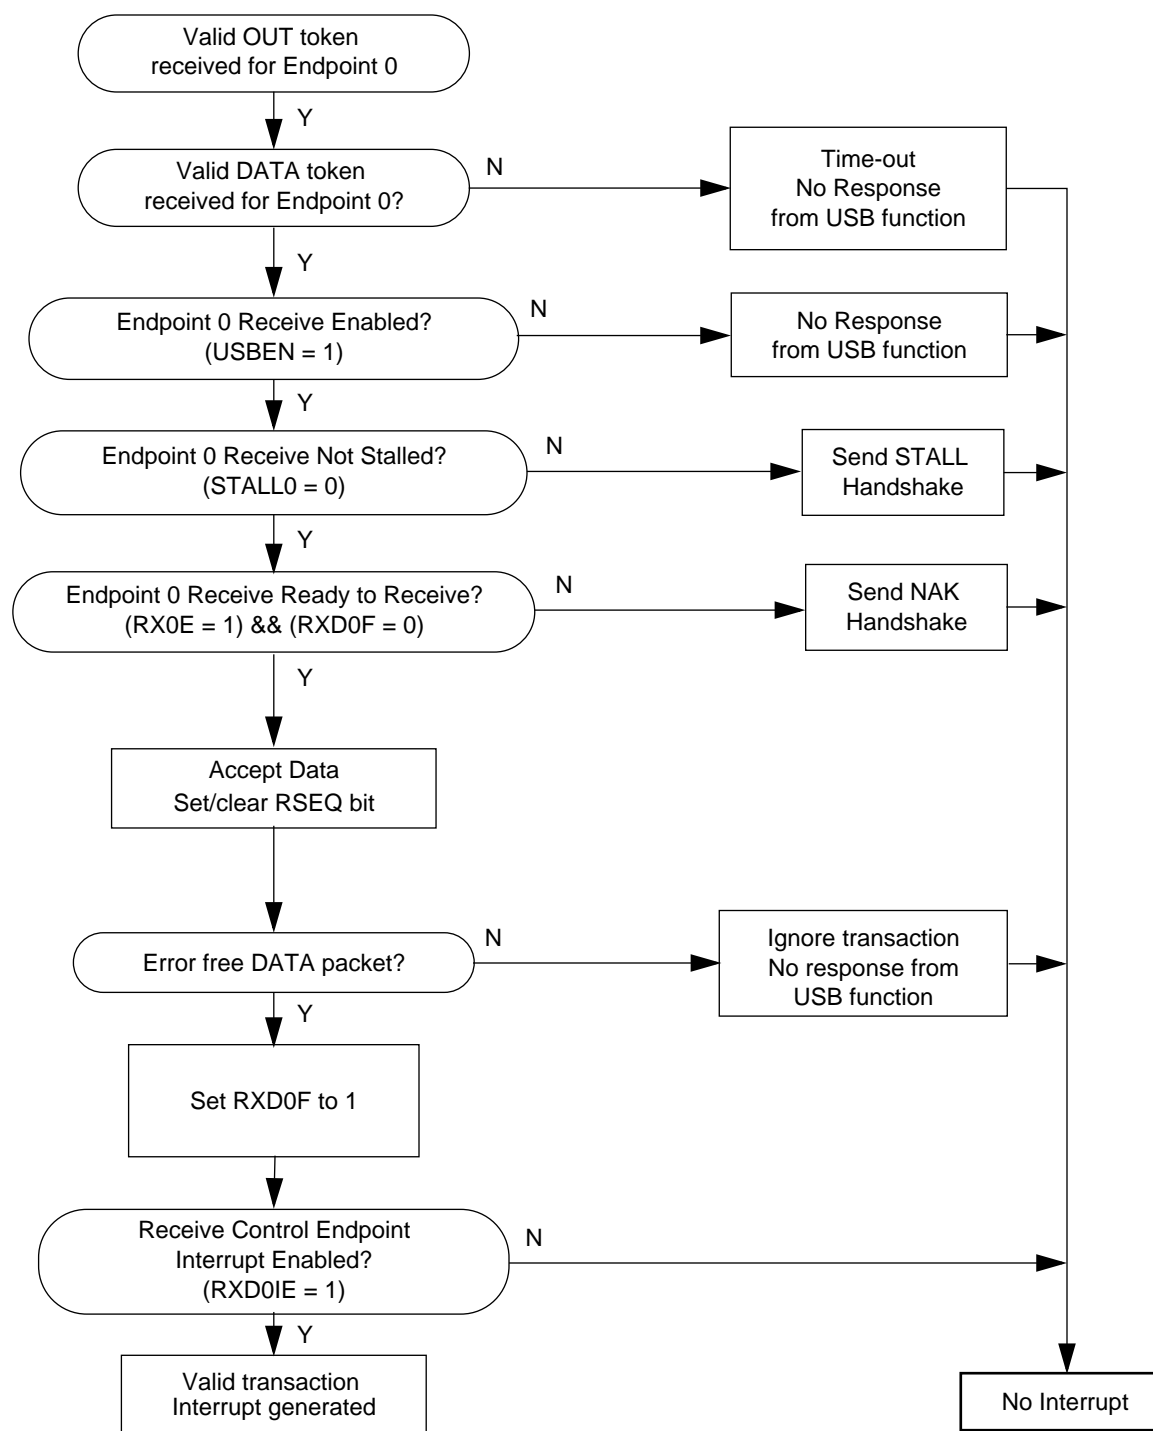 Valid OUT token
received for Endpoint 0
Y
Valid DATA token
received for Endpoint 0?
N
Time-out
No Response
from USB function
Y
Endpoint 0 Receive Enabled?
(USBEN = 1)
N
No Response
from USB function
Y
Endpoint 0 Receive Not Stalled?
(STALL0 = 0)
N
Send STALL
Handshake
Y
Endpoint 0 Receive Ready to Receive?
(RX0E = 1) && (RXD0F = 0)
N
Send NAK
Handshake
Y
Accept Data
Set/clear RSEQ bit
Error free DATA packet?
N
Ignore transaction
No response from
USB function
Y
Set RXD0F to 1
Receive Control Endpoint
Interrupt Enabled?
(RXD0IE = 1)
N
Y
Valid transaction
Interrupt generated
No Interrupt